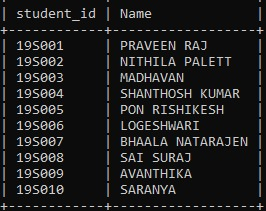 | student_id | Name
+------------+------------------+
| 19S001 | PRAVEEN RAJ |
| 19S002 | NITHILA PALETT |
| 19S003 | MADHAVAN |
| 19S004 | SHANTHOSH KUMAR |
| 19S005 | PON RISHIKESH |
| 19S006 | LOGESHWARI |
| 19S007 | BHAALA NATARAJEN |
| 19S008 | SAI SURAJ |
| 19S009 | AVANTHIKA |
| 19S010 | SARANYA |
+------------+------------------+